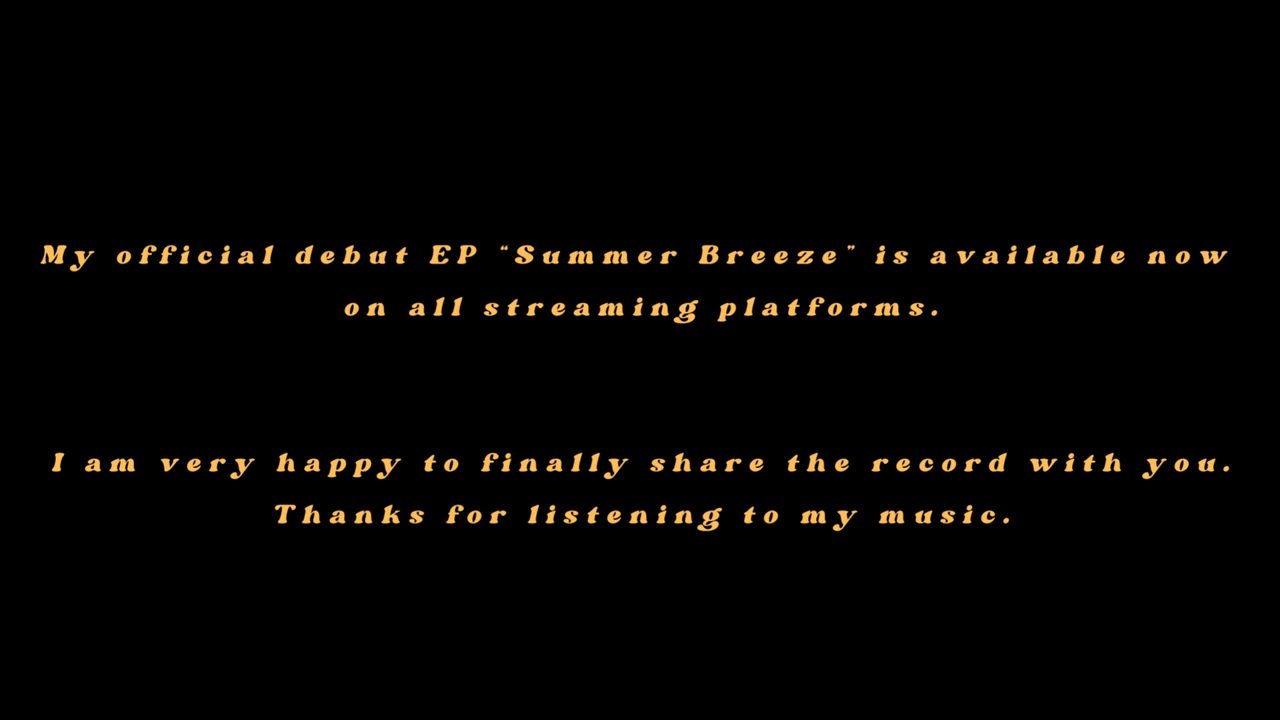 My official debut EP “Summer Breeze” is available now
on all streaming platforms.
I am very happy to finally share the record with you.
Thanks for listening to my music.